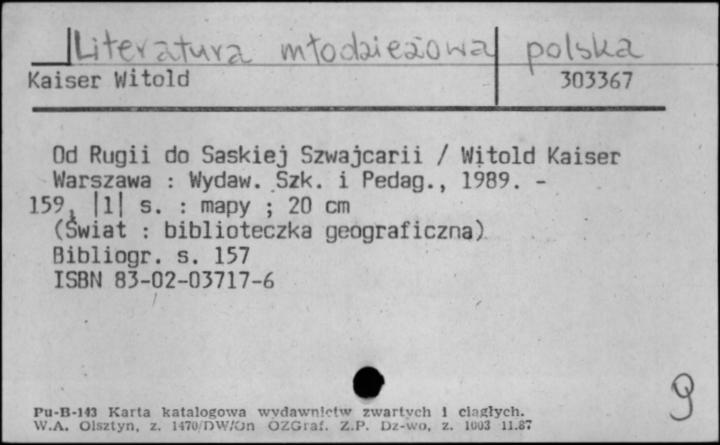 Literatura młodzieżowa polska
Kaiser Witold 303367
Od Rugii do Saskiej Szwajcarii / Witold Kaiser
Warszawa : Wydaw. Szk. i Pedag., 1989. -
159, |1| s. : mapy ; 20 cm
(Świat : biblioteczka geograficzna)
Bibliogr. s. 157
ISBN 83-02-03717-6
9
Pu-B-143 Karta katalogowa wydawnictw zwartych i ciągłych.
W.A. Olsztyn, z. 1470/DW/On OZGraf. Z.P. Dz-wo, z. 1003 11.87